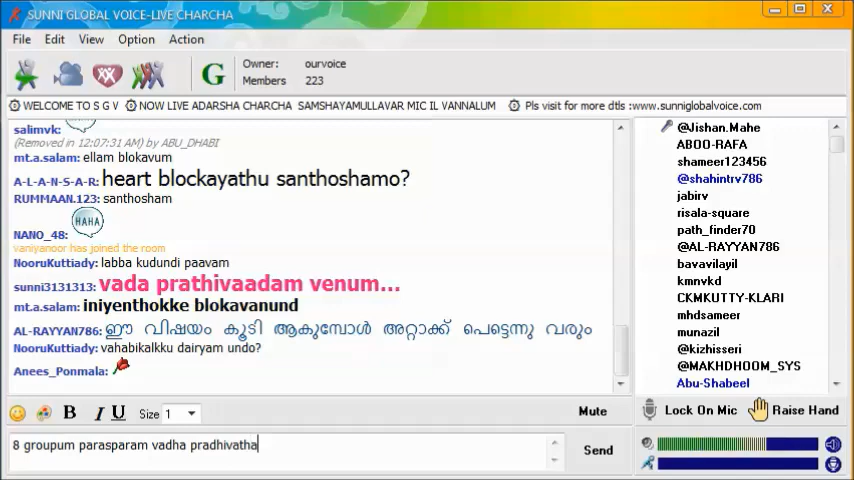 SUNNI GLOBAL VOICE-LIVE CHARCHA
File Edit View Option Action
G
Owner: ourvoice
Members 223
WELCOME TO S G V NOW LIVE ADARSHA CHARCHA SAMSHAYAMULLAVAR MIC IL VANNALUM Pls visit for more dtls :www.sunniglobalvoice.com
salimvk:
(Removed in 12:07:31 AM) by ABU_DHABI
mt.a.salam: ellam blokavum
A-L-A-N-S-A-R: heart blockayathu santhoshamo?
RUMMAAN.123: santhosham
HAHA
NANO_48:
vaniyanoor has joined the room
NooruKuttiady: labba kudundi paavam
sunni3131313: vada prathivaadam venum...
mt.a.salam: iniyenthokke blokavanund
AL-RAYYAN786: ഈ വിഷയം കൂടി ആകുമ്പോൾ അറ്റാക്ക് പെട്ടെന്നു വരും
NooruKuttiady: vahabikalkku dairyam undo?
Anees_Ponmala:
@Jishan.Mahe
ABOO-RAFA
shameer123456
@shahintrv786
jabirv
risala-square
path_finder70
@AL-RAYYAN786
bavavilayil
kmnvkd
CKMKUTTY-KLARI
mhdsameer
munazil
@kizhisseri
@MAKHDHOOM_SYS
Abu-Shabeel
B I U Size 1 Mute
Lock On Mic Raise Hand
8 groupum parasparam vadha pradhivatha
Send